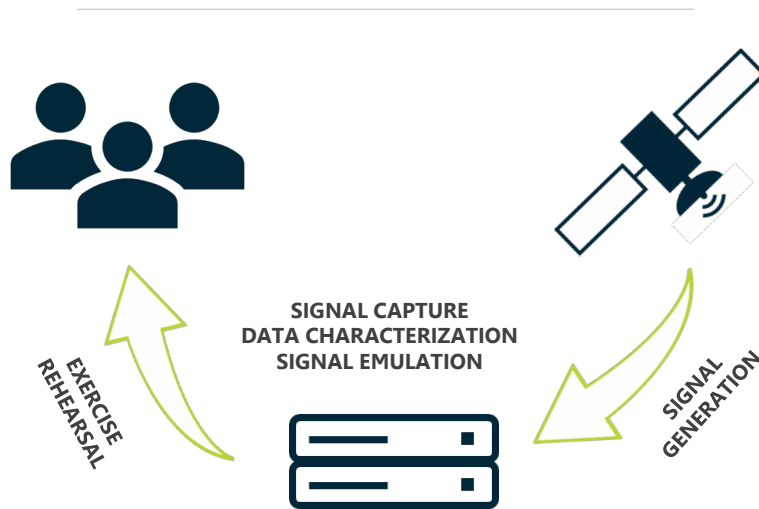 SIGNAL CAPTURE
DATA CHARACTERIZATION
SIGNAL EMULATION
EXERCISE
REHEARSAL
SIGNAL
GENERATION